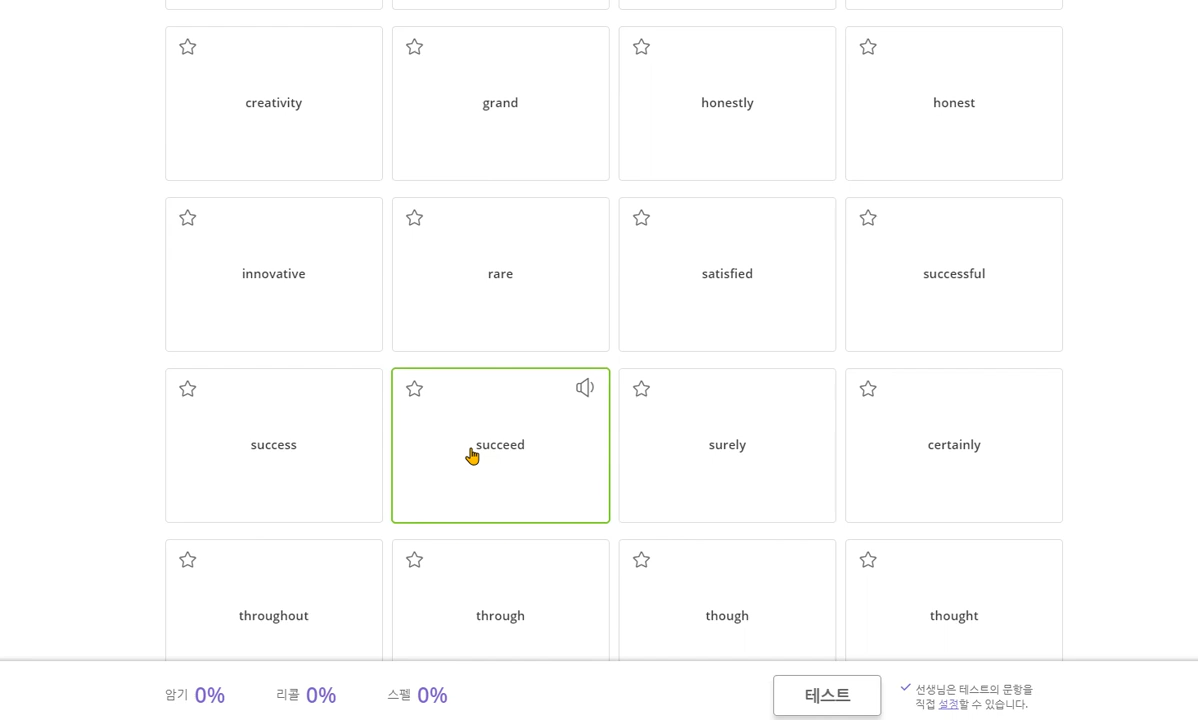 creativity
grand
honestly
honest
innovative
rare
satisfied
successful
success
succeed
surely
certainly
throughout
through
though
thought
암기 0%
리콜 0%
스펠 0%
테스트
선생님은 테스트의 문항을
직접 설정할 수 있습니다.